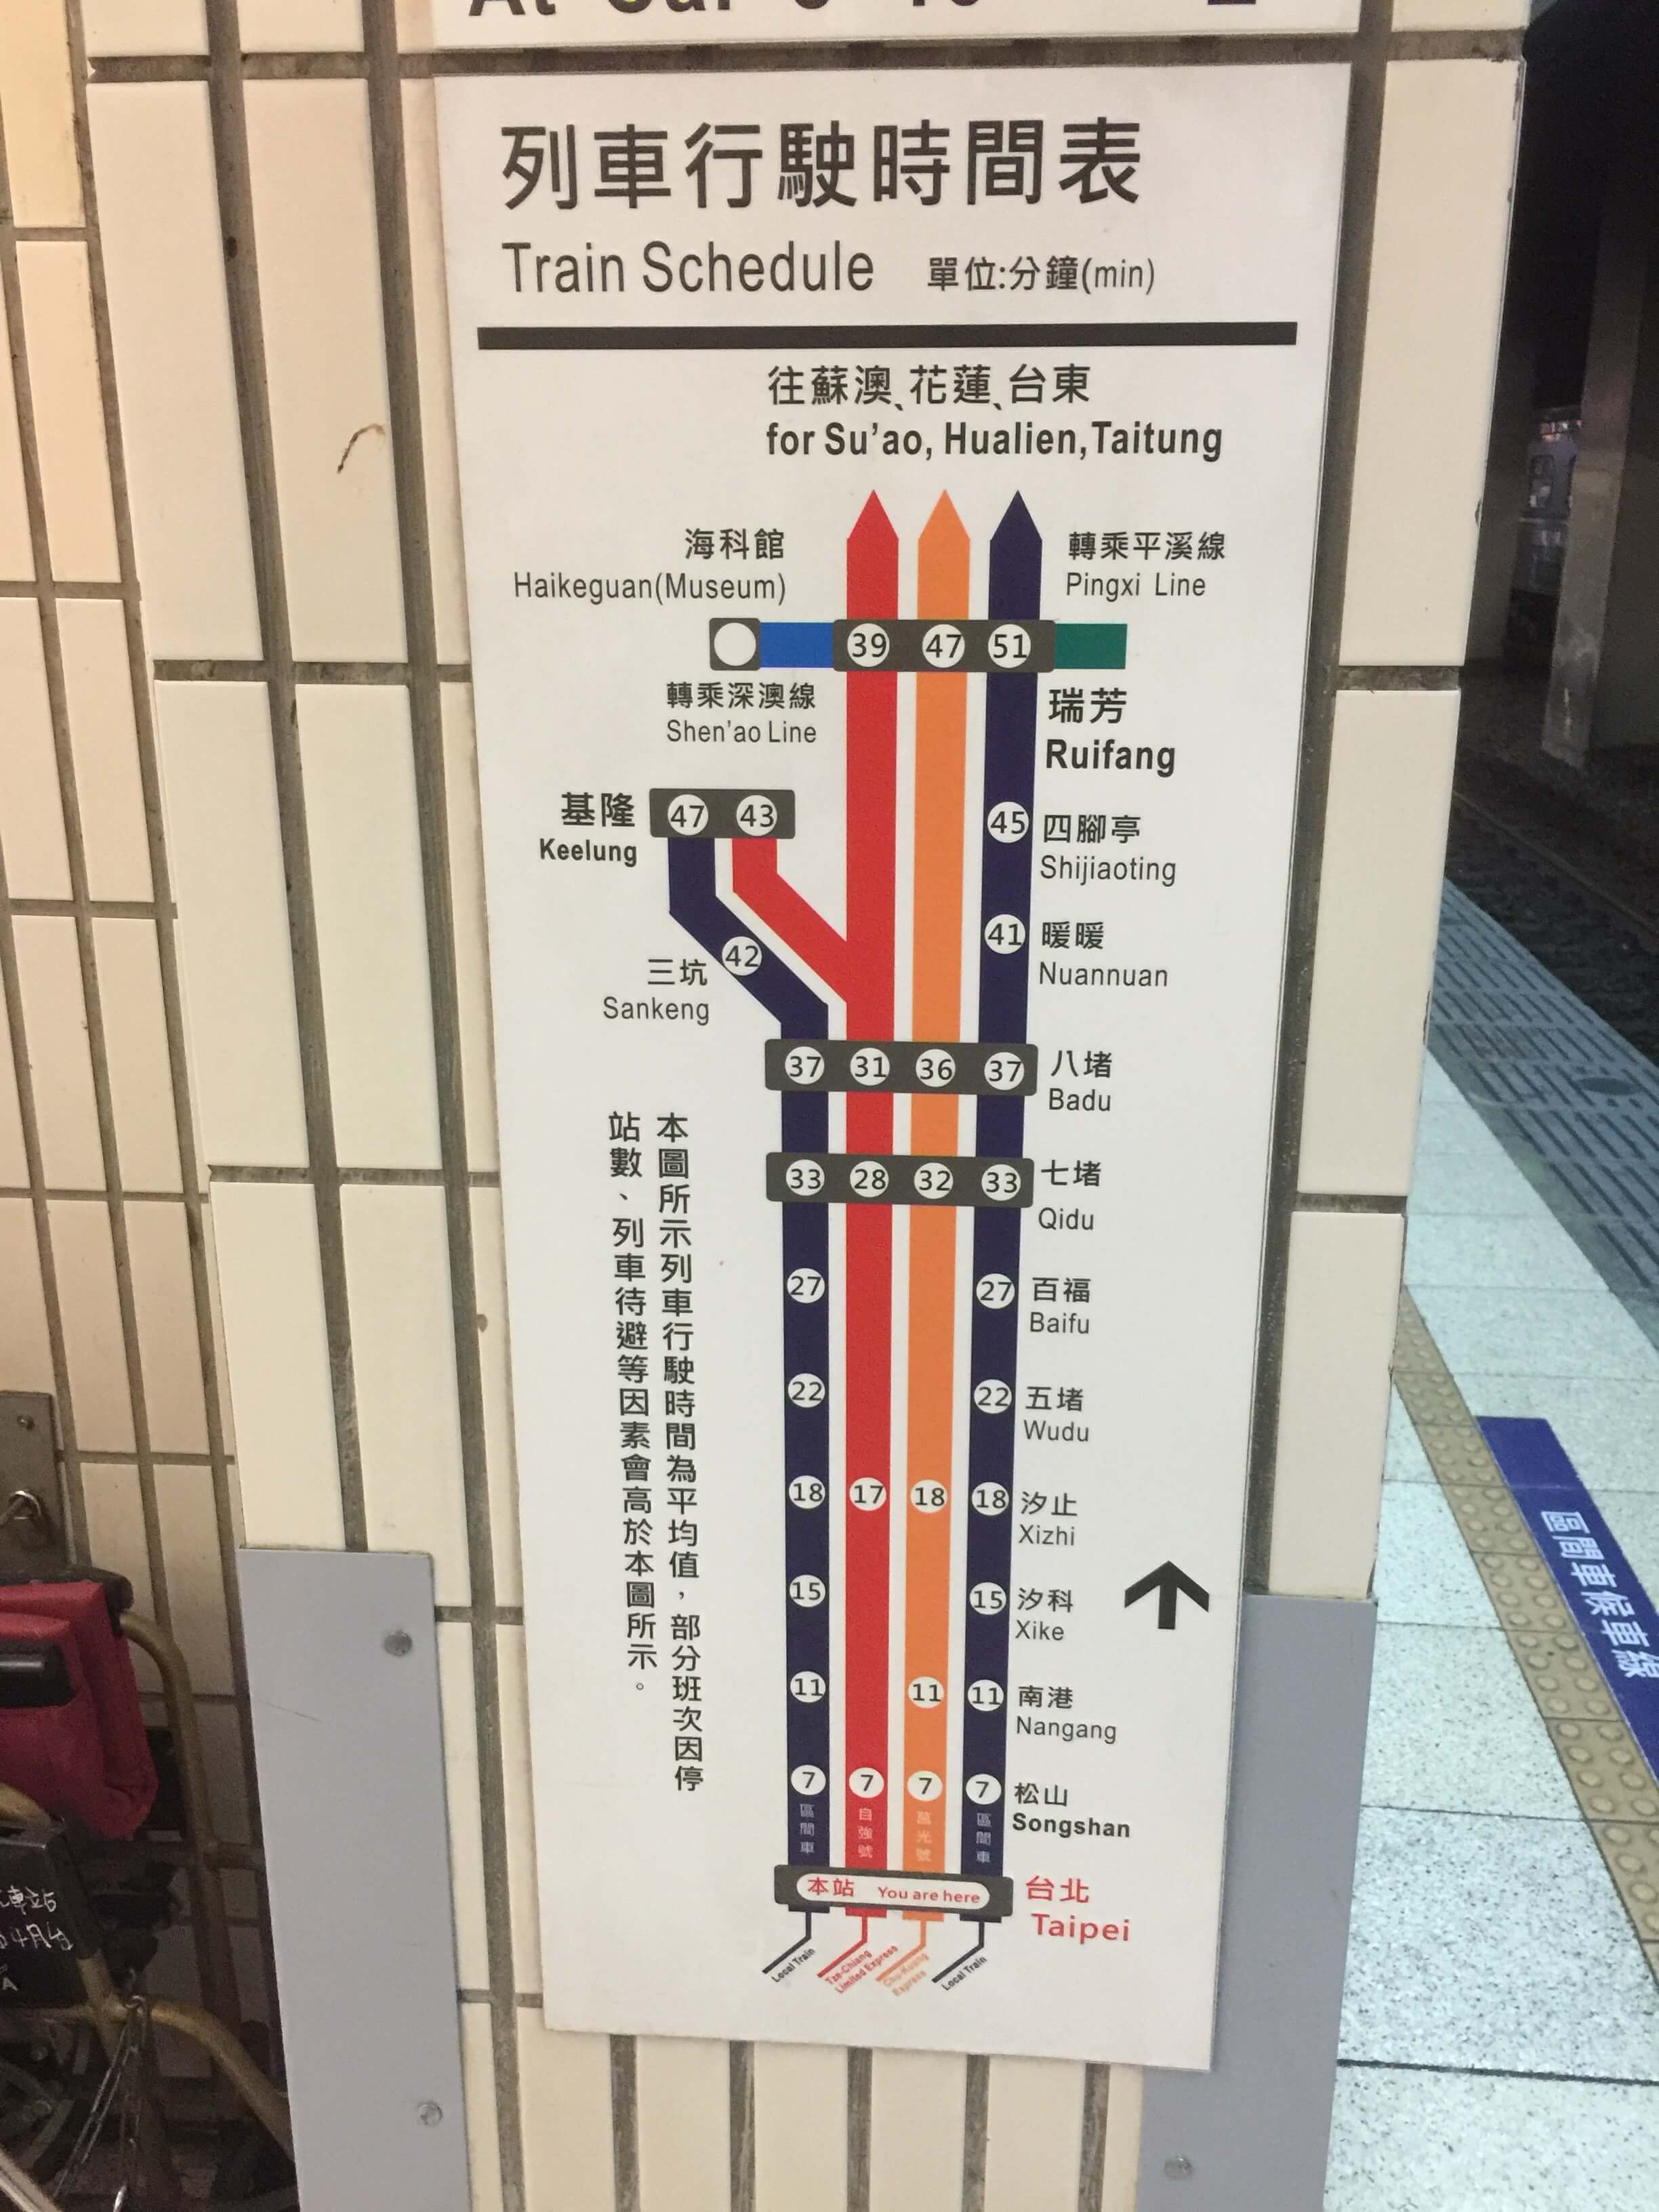 列車行駛時間表
Train Schedule 單位:分鐘(min)
往蘇澳、花蓮、台東
for Su'ao, Hualien,Taitung
海科館
Haikeguan(Museum)
轉乘平溪線
Pingxi Line
39 47 51
轉乘深澳線
Shen'ao Line
瑞芳
Ruifang
基隆
Keelung
47 43
45 四腳亭
Shijiaoting
41 暖暖
Nuannuan
42
三坑
Sankeng
37 31 36 37 八堵
Badu
33 28 32 33 七堵
Qidu
27 27 百福
Baifu
22 22 五堵
Wudu
18 17 18 18 汐止
Xizhi
15 15 汐科
Xike
11 11 11 南港
Nangang
7 7 7 7 松山
Songshan
區間車 自強號 莒光號 區間車
本站 You are here
台北
Taipei
Local Train
Tze-Chiang
Limited Express
Chu-Kuang
Express
Local Train
本圖所示列車行駛時間為平均值，部分班次因停
站數、列車待避等因素會高於本圖所示。
區間車候車線